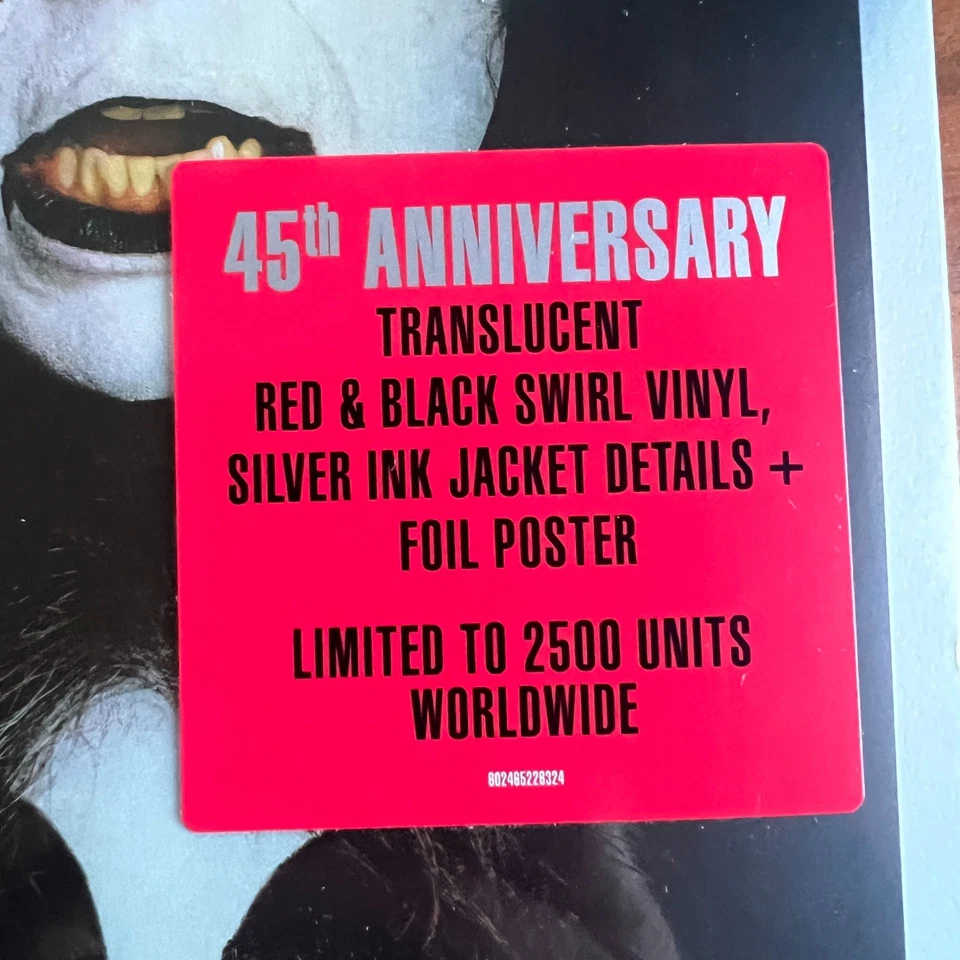 45th ANNIVERSARY
TRANSLUCENT
RED & BLACK SWIRL VINYL,
SILVER INK JACKET DETAILS +
FOIL POSTER
LIMITED TO 2500 UNITS
WORLDWIDE
602465228324